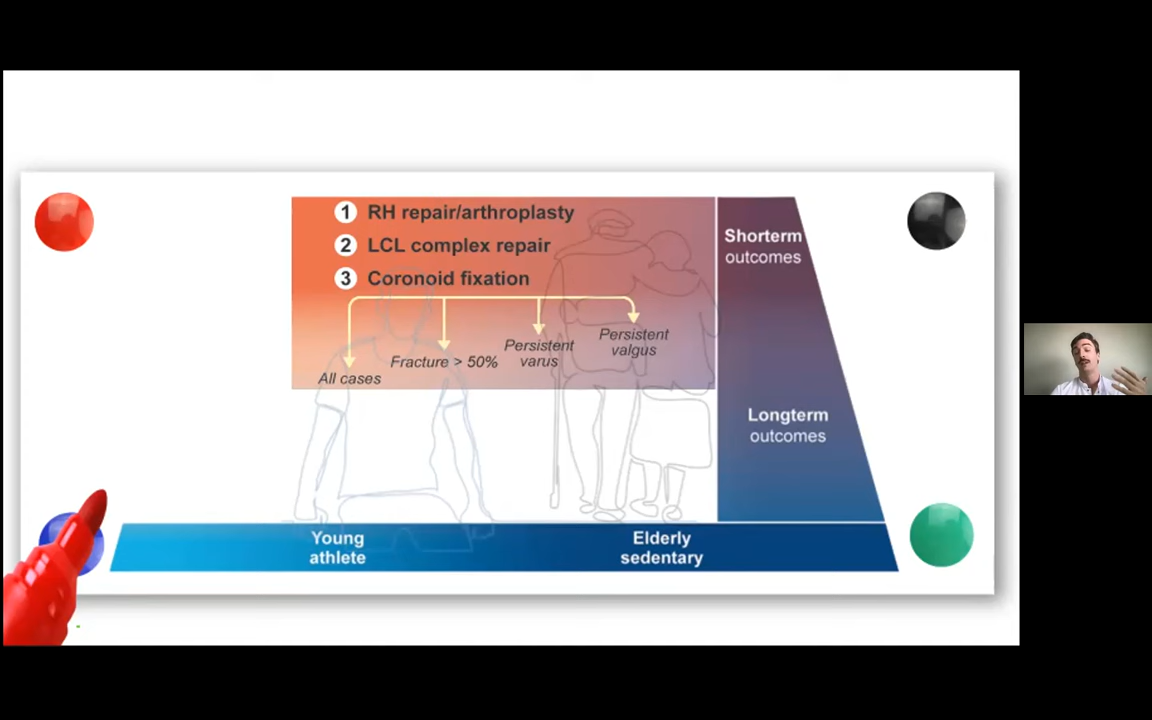 1 RH repair/arthroplasty
2 LCL complex repair
3 Coronoid fixation
All cases
Fracture > 50%
Persistent
varus
Persistent
valgus
Shorterm
outcomes
Longterm
outcomes
Young
athlete
Elderly
sedentary